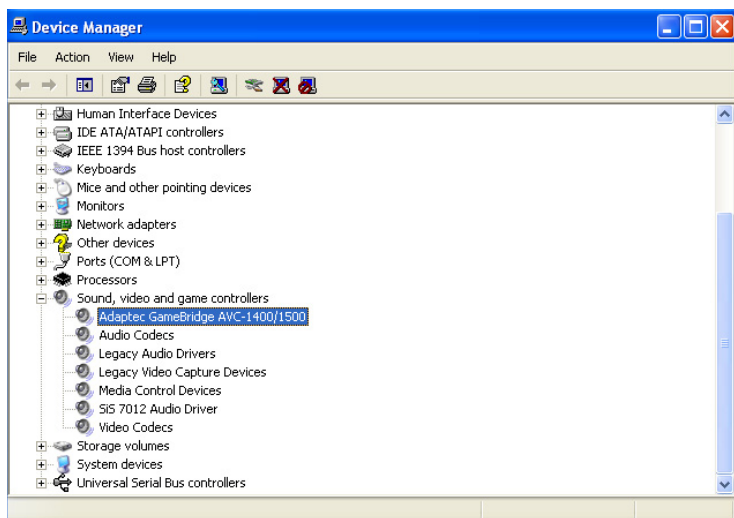 Device Manager
File Action View Help
Human Interface Devices
IDE ATA/ATAPI controllers
IEEE 1394 Bus host controllers
Keyboards
Mice and other pointing devices
Monitors
Network adapters
Other devices
Ports (COM & LPT)
Processors
Sound, video and game controllers
Adaptec GameBridge AVC-1400/1500
Audio Codecs
Legacy Audio Drivers
Legacy Video Capture Devices
Media Control Devices
SiS 7012 Audio Driver
Video Codecs
Storage volumes
System devices
Universal Serial Bus controllers